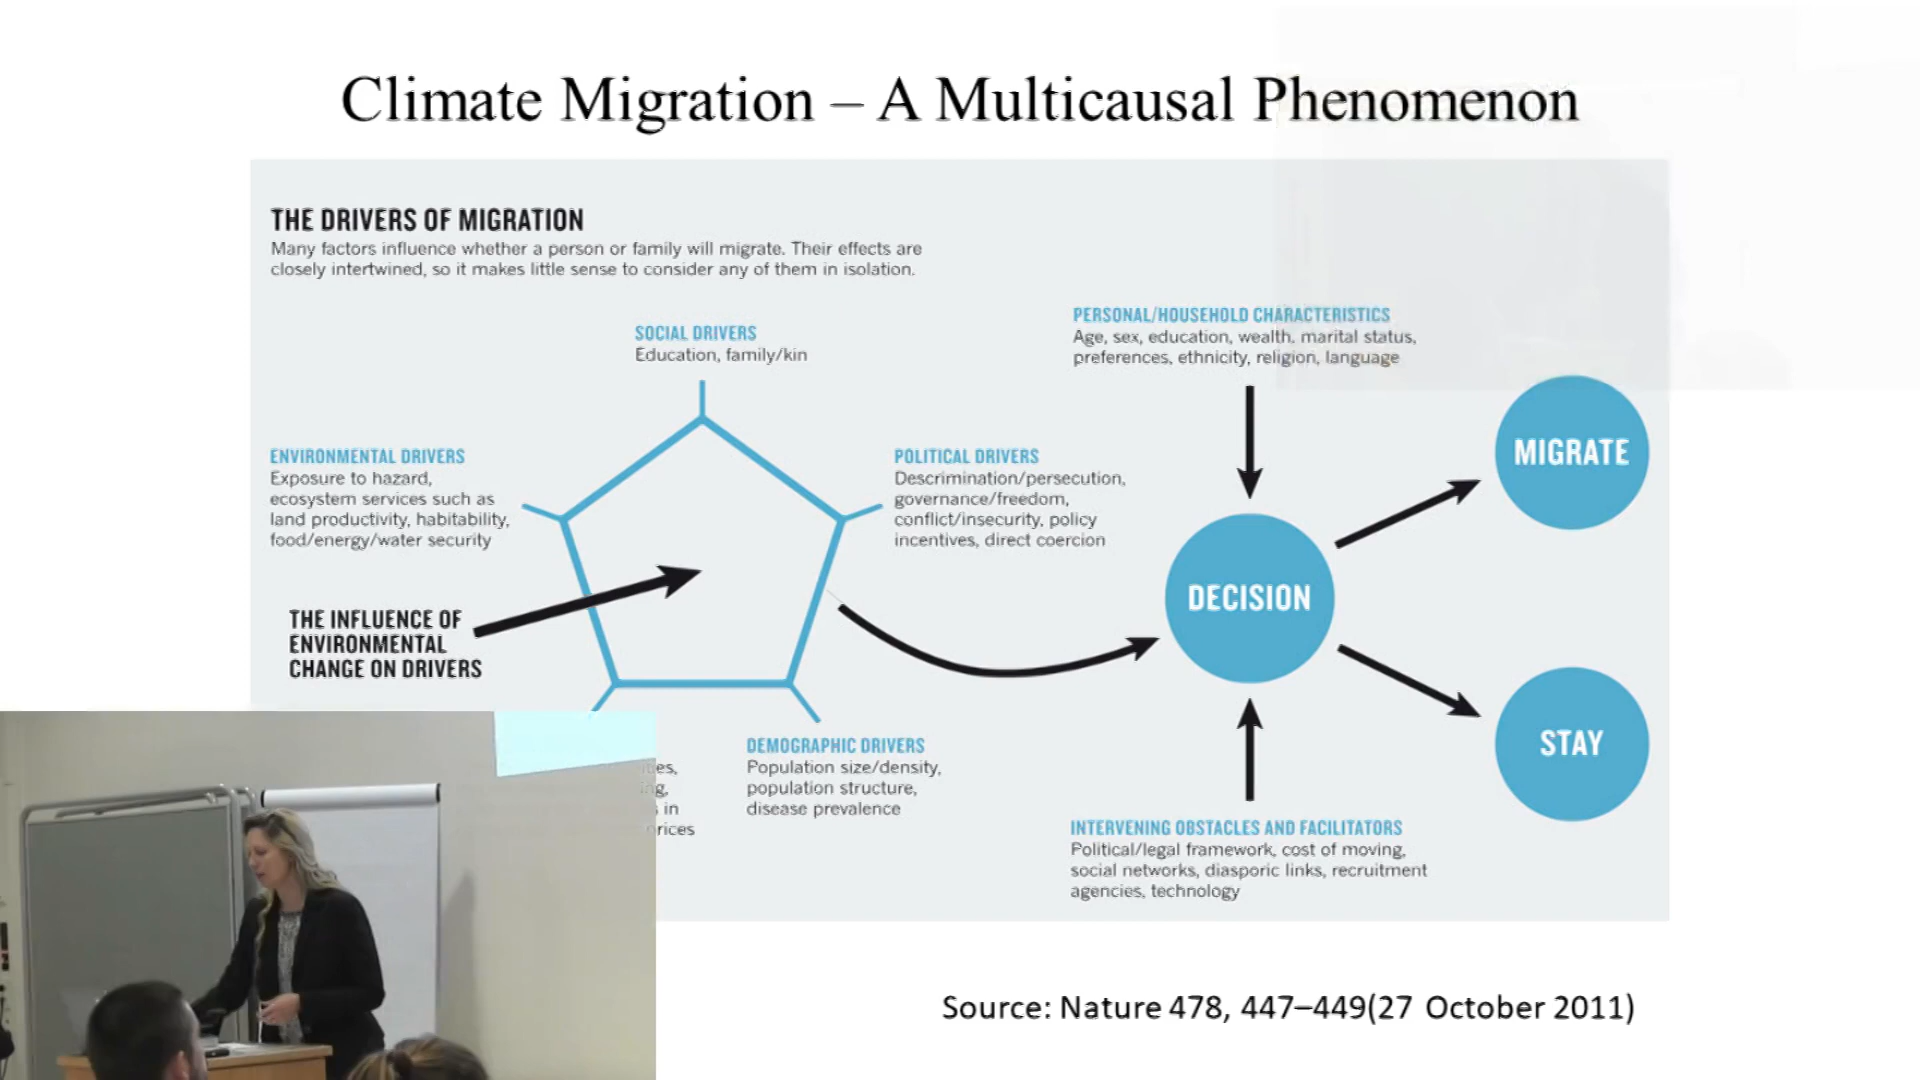 Climate Migration – A Multicausal Phenomenon
THE DRIVERS OF MIGRATION
Many factors influence whether a person or family will migrate. Their effects are
closely intertwined, so it makes little sense to consider any of them in isolation.
SOCIAL DRIVERS
Education, family/kin
PERSONAL/HOUSEHOLD CHARACTERISTICS
Age, sex, education, wealth, marital status,
preferences, ethnicity, religion, language
ENVIRONMENTAL DRIVERS
Exposure to hazard,
ecosystem services such as
land productivity, habitability,
food/energy/water security
POLITICAL DRIVERS
Descrimination/persecution,
governance/freedom,
conflict/insecurity, policy
incentives, direct coercion
MIGRATE
DECISION
THE INFLUENCE OF
ENVIRONMENTAL
CHANGE ON DRIVERS
STAY
DEMOGRAPHIC DRIVERS
Population size/density,
population structure,
disease prevalence
in
INTERVENING OBSTACLES AND FACILITATORS
Political/legal framework, cost of moving,
social networks, diasporic links, recruitment
agencies, technology
Source: Nature 478, 447–449(27 October 2011)